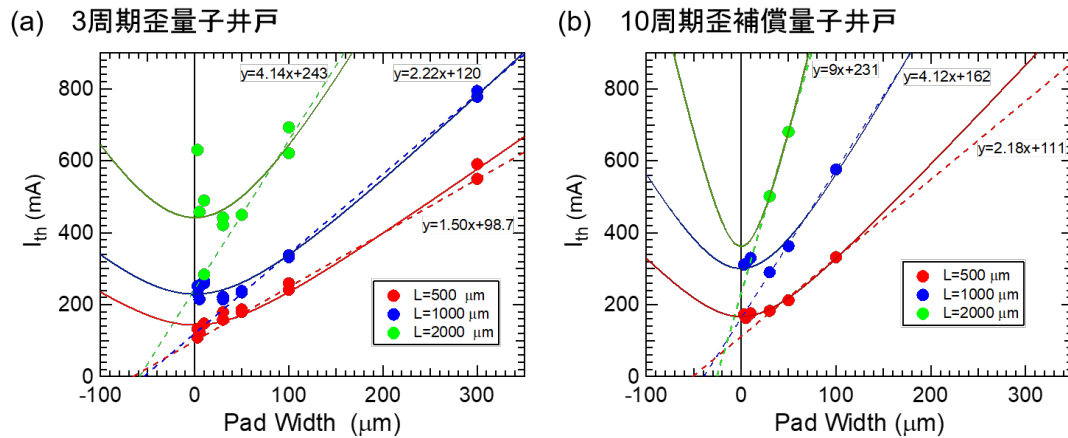 (a) 3周期歪量子井戸
y=4.14x+243
y=2.22x+120
800
600
400
200
0
I_th (mA)
y=1.50x+98.7
L=500 μm
L=1000 μm
L=2000 μm
-100 0 100 200 300
Pad Width (μm)
(b) 10周期歪補償量子井戸
y=9x+231
y=4.12x+162
800
600
400
200
0
I_th (mA)
y=2.18x+111
L=500 μm
L=1000 μm
L=2000 μm
-100 0 100 200 300
Pad Width (μm)